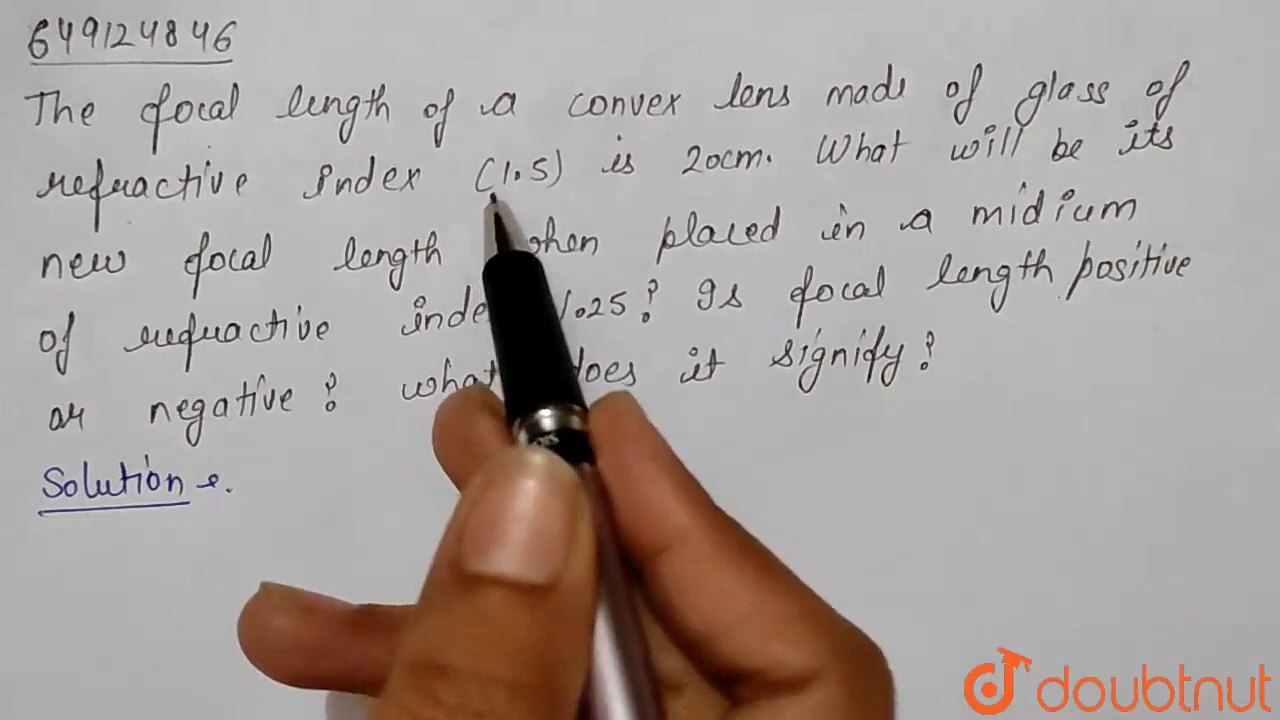 649124846
The focal length of a convex lens made of glass of
refractive index (1.5) is 20cm. What will be its
new focal length when placed in a midium
of refractive index 1.25? Is focal length positive
or negative? what does it signify?
Solution :.
doubtnut